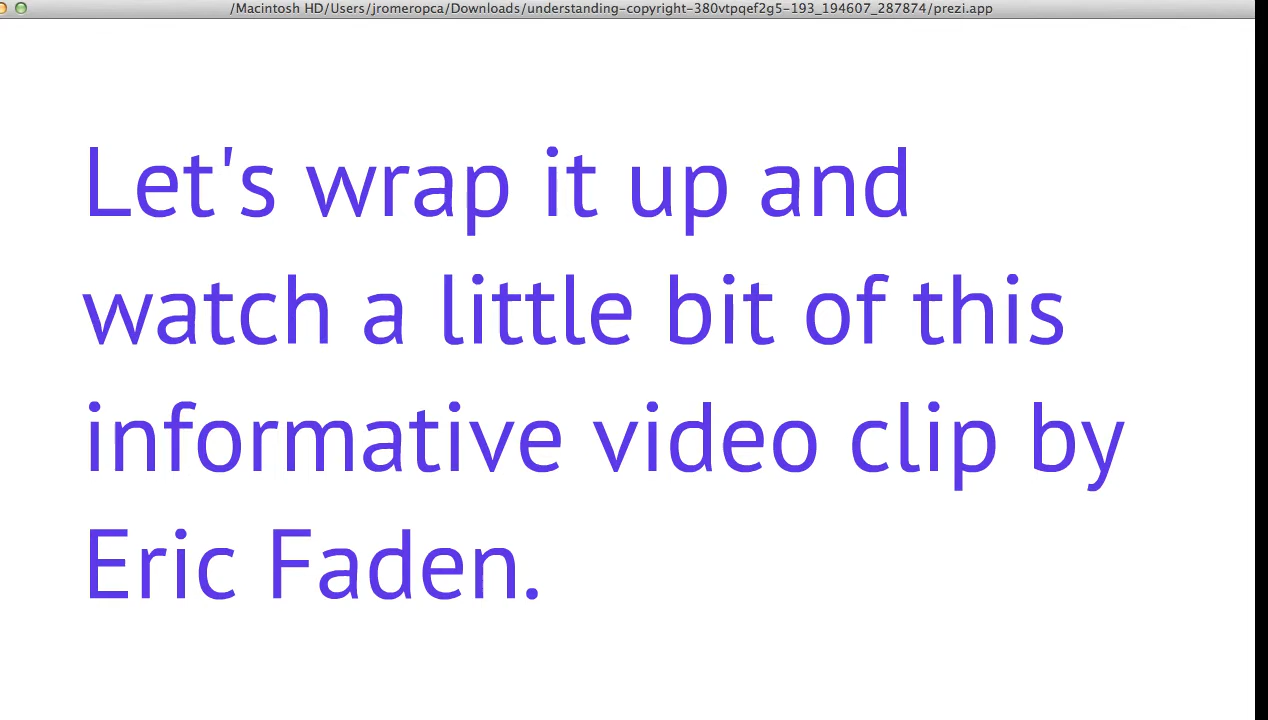 /Macintosh HD/Users/jromeropca/Downloads/understanding-copyright-380vtpqef2g5-193_194607_287874/prezi.app
Let's wrap it up and
watch a little bit of this
informative video clip by
Eric Faden.